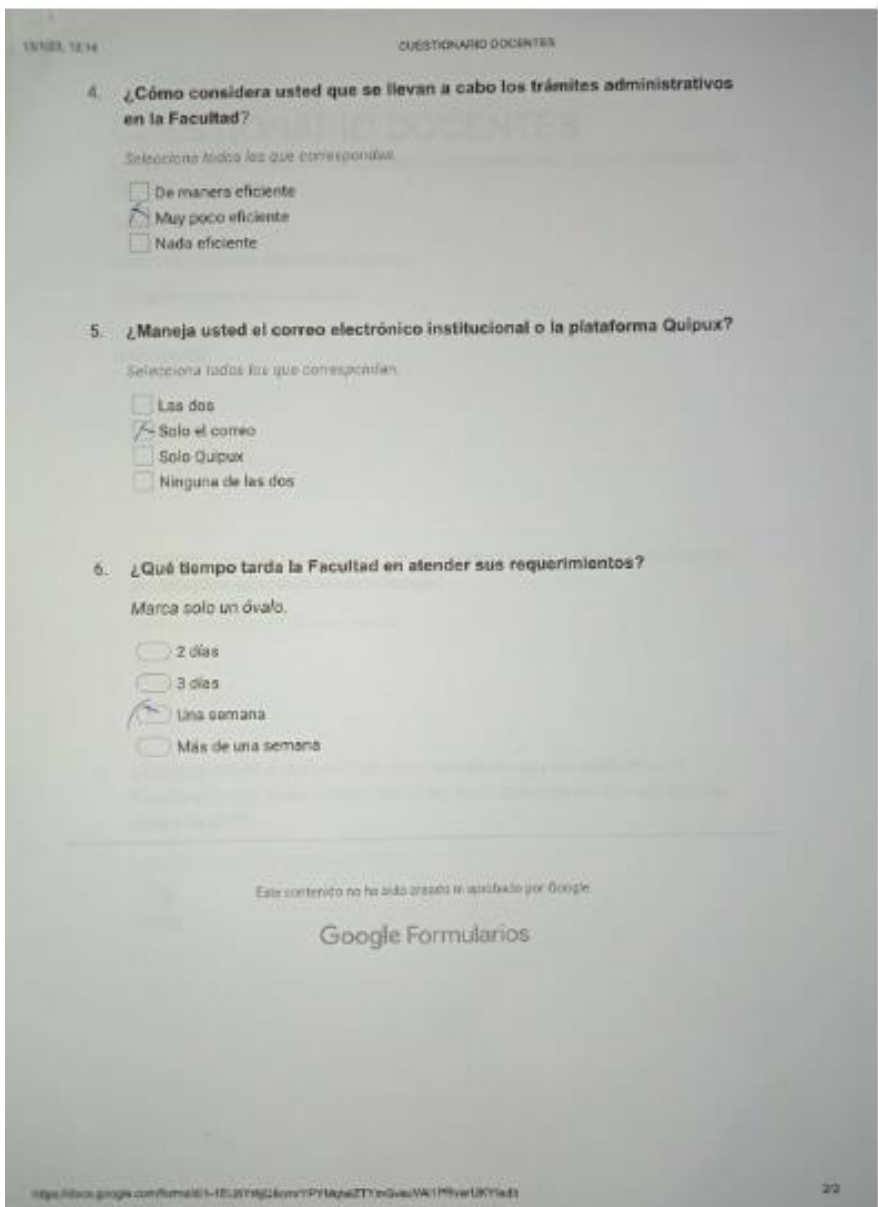 CUESTIONARIO DOCENTES
4. ¿Cómo considera usted que se llevan a cabo los trámites administrativos
en la Facultad?
Selecciona todos los que correspondan.
De manera eficiente
Muy poco eficiente
Nada eficiente
5. ¿Maneja usted el correo electrónico institucional o la plataforma Quipux?
Selecciona todos los que correspondan.
Las dos
Solo el correo
Solo Quipux
Ninguna de las dos
6. ¿Qué tiempo tarda la Facultad en atender sus requerimientos?
Marca solo un óvalo.
2 días
3 días
Una semana
Más de una semana
Este contenido no ha sido creado ni aprobado por Google.
Google Formularios
2/2